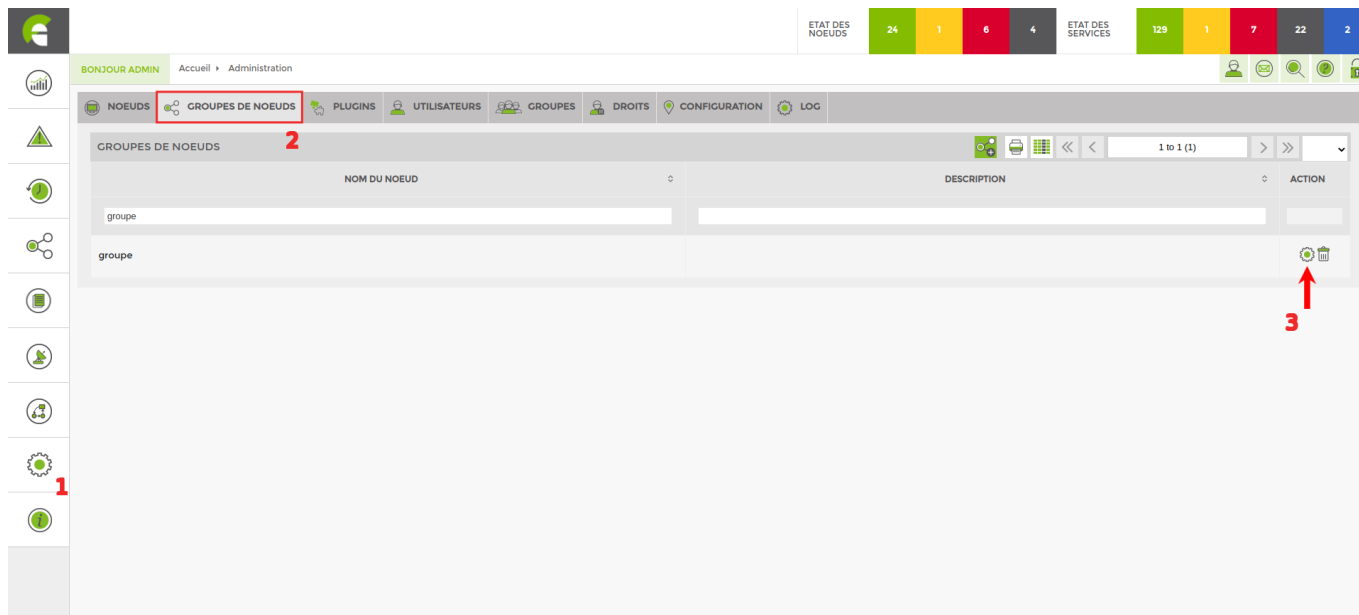 ETAT DES NOEUDS
24 1 6 4
ETAT DES SERVICES
129 1 7 22 2
BONJOUR ADMIN Accueil Administration
NOEUDS GROUPES DE NOEUDS PLUGINS UTILISATEURS GROUPES DROITS CONFIGURATION LOG
2
GROUPES DE NOEUDS 1 to 1 (1)
NOM DU NOEUD DESCRIPTION ACTION
groupe
groupe
3
1